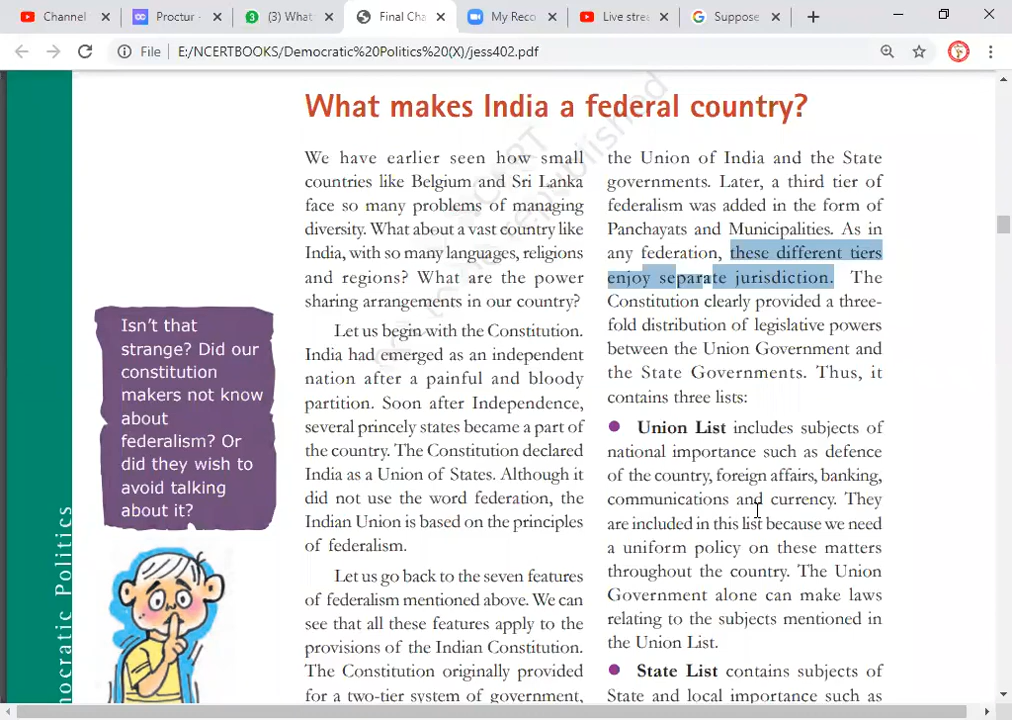 Channel
Proctur -
(3) What
Final Cha
My Reco
Live stre
Suppose
File E:/NCERTBOOKS/Democratic%20Politics%20(X)/jess402.pdf
What makes India a federal country?
We have earlier seen how small
countries like Belgium and Sri Lanka
face so many problems of managing
diversity. What about a vast country like
India, with so many languages, religions
and regions? What are the power
sharing arrangements in our country?
Let us begin with the Constitution.
India had emerged as an independent
nation after a painful and bloody
partition. Soon after Independence,
several princely states became a part of
the country. The Constitution declared
India as a Union of States. Although it
did not use the word federation, the
Indian Union is based on the principles
of federalism.
Let us go back to the seven features
of federalism mentioned above. We can
see that all these features apply to the
provisions of the Indian Constitution.
The Constitution originally provided
for a two-tier system of government,
the Union of India and the State
governments. Later, a third tier of
federalism was added in the form of
Panchayats and Municipalities. As in
any federation, these different tiers
enjoy separate jurisdiction. The
Constitution clearly provided a three-
fold distribution of legislative powers
between the Union Government and
the State Governments. Thus, it
contains three lists:
● Union List includes subjects of
national importance such as defence
of the country, foreign affairs, banking,
communications and currency. They
are included in this list because we need
a uniform policy on these matters
throughout the country. The Union
Government alone can make laws
relating to the subjects mentioned in
the Union List.
● State List contains subjects of
State and local importance such as
Isn't that
strange? Did our
constitution
makers not know
about
federalism? Or
did they wish to
avoid talking
about it?
mocratic Politics
republished